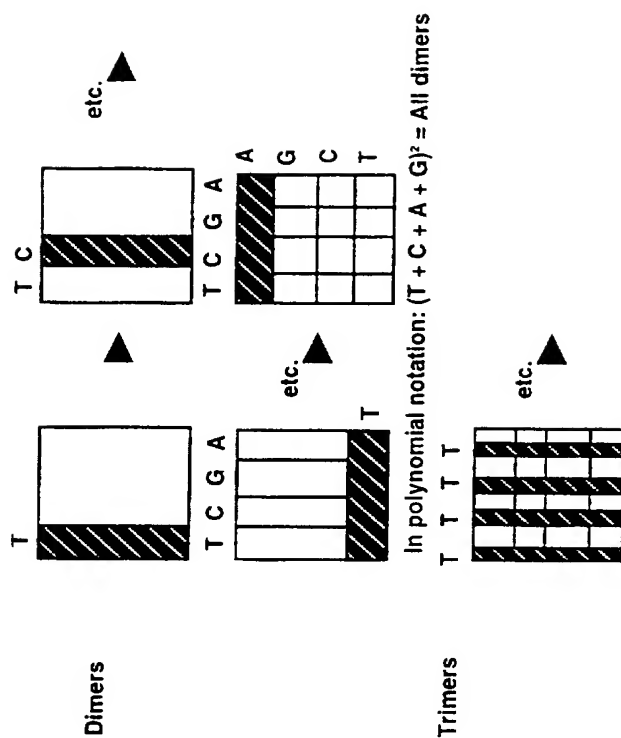 T
T C
Dimers
etc.
T C G A
T C G A
A
G
etc.
C
T
T
In polynomial notation: (T + C + A + G)² = All dimers
Trimers
T T T T
etc.